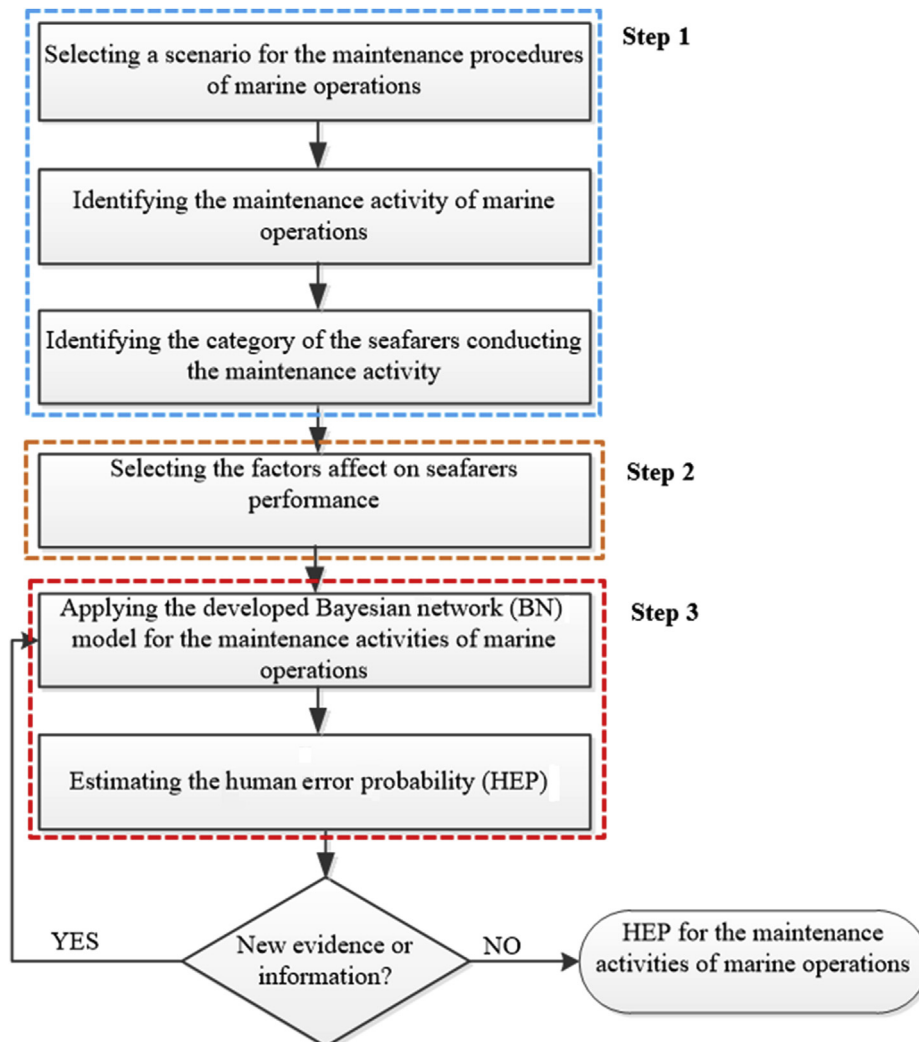 Step 1
Selecting a scenario for the maintenance procedures
of marine operations
Identifying the maintenance activity of marine
operations
Identifying the category of the seafarers conducting
the maintenance activity
Step 2
Selecting the factors affect on seafarers
performance
Step 3
Applying the developed Bayesian network (BN)
model for the maintenance activities of marine
operations
Estimating the human error probability (HEP)
YES
New evidence or
information?
NO
HEP for the maintenance
activities of marine operations